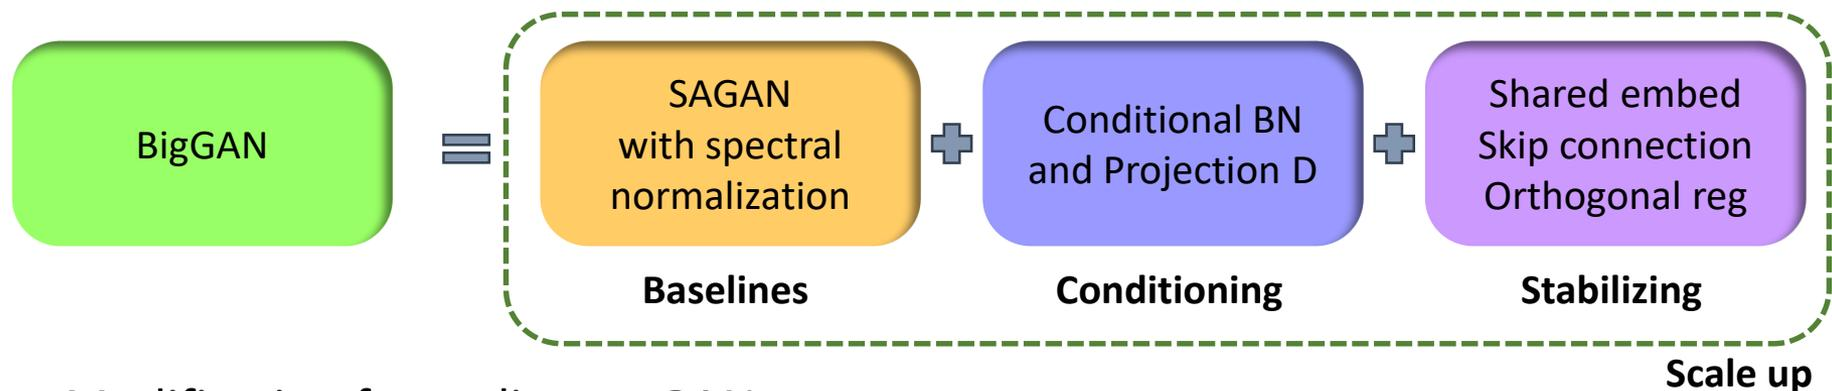 BigGAN
SAGAN
with spectral
normalization
Conditional BN
and Projection D
Shared embed
Skip connection
Orthogonal reg
Baselines
Conditioning
Stabilizing
Scale up